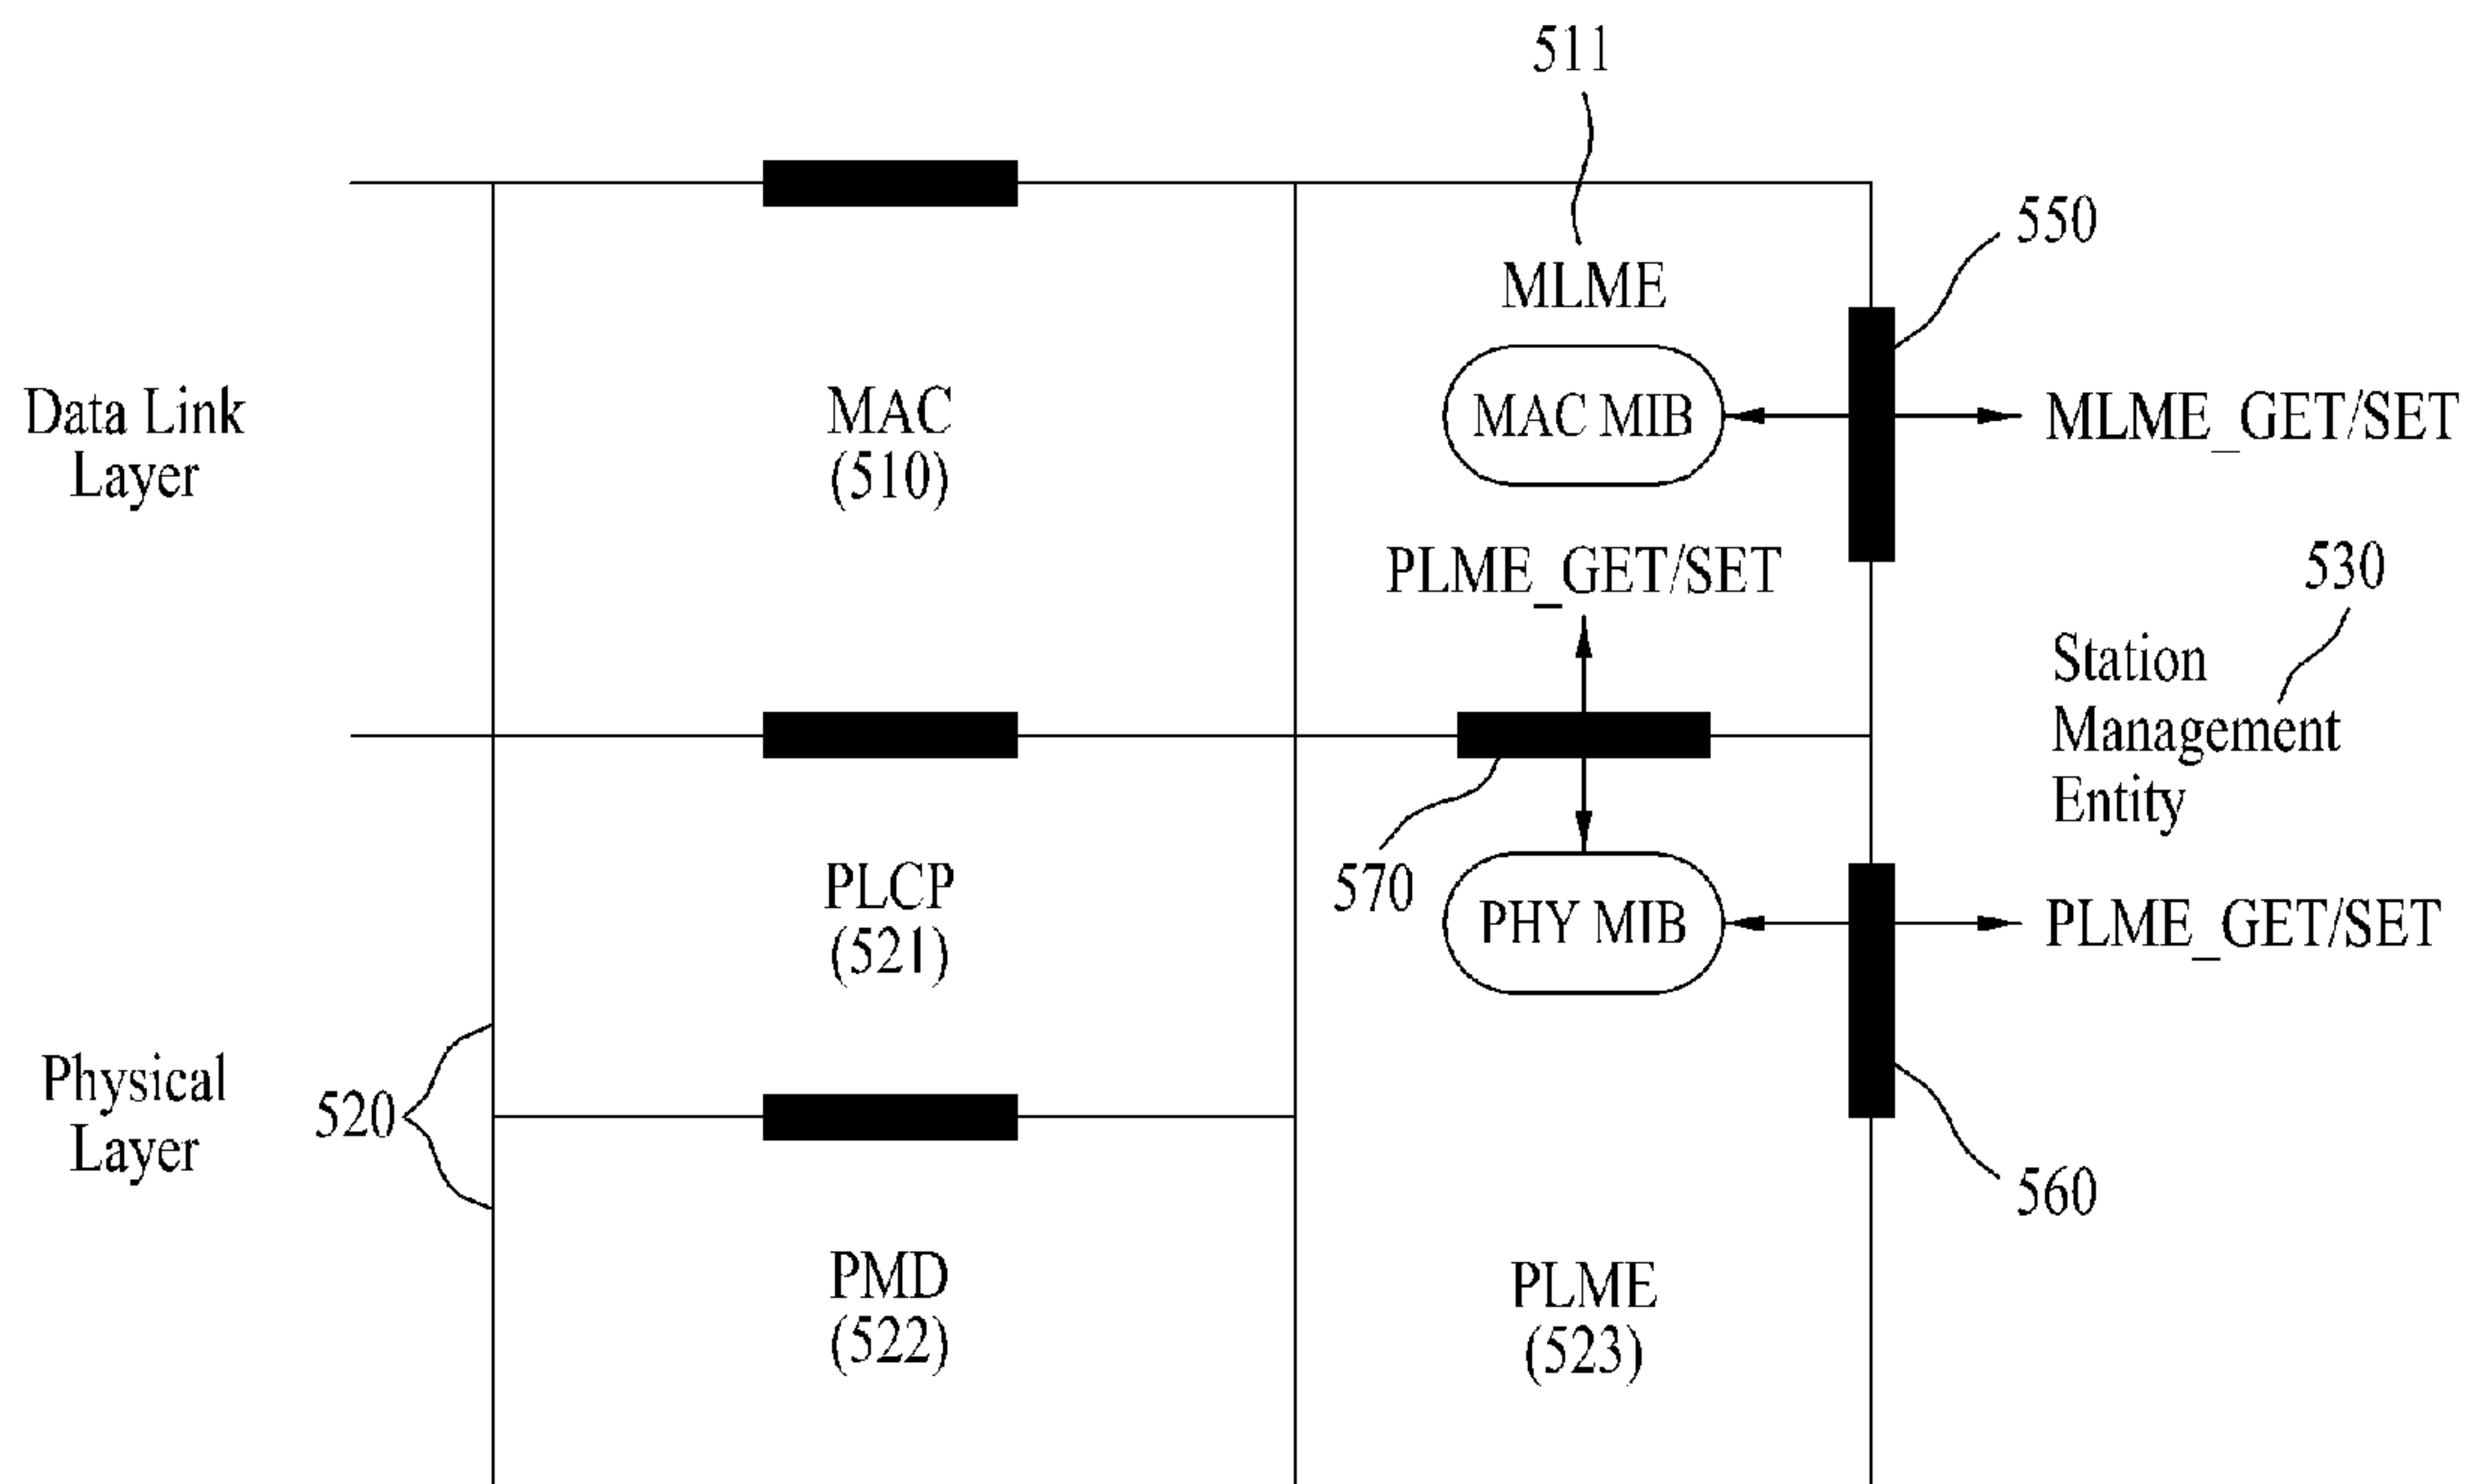 511
550
MLME
Data Link
Layer
MAC
(510)
MAC MIB
MLME_GET/SET
PLME_GET/SET
530
Station
Management
Entity
570
PLCP
(521)
PHY MIB
PLME_GET/SET
Physical
Layer
520
560
PMD
(522)
PLME
(523)